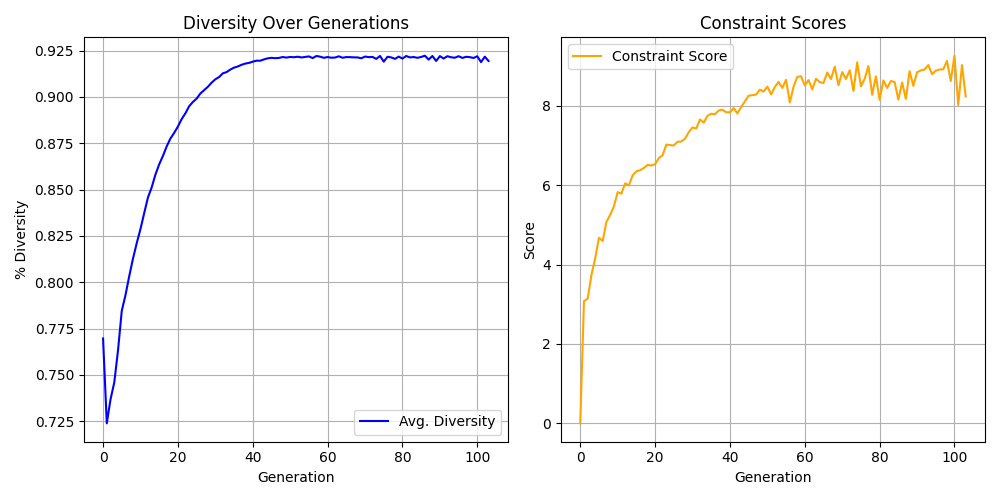 Diversity Over Generations
% Diversity
0.925
0.900
0.875
0.850
0.825
0.800
0.775
0.750
0.725
Avg. Diversity
0 20 40 60 80 100
Generation
Constraint Scores
Score
8
6
4
2
0
Constraint Score
0 20 40 60 80 100
Generation